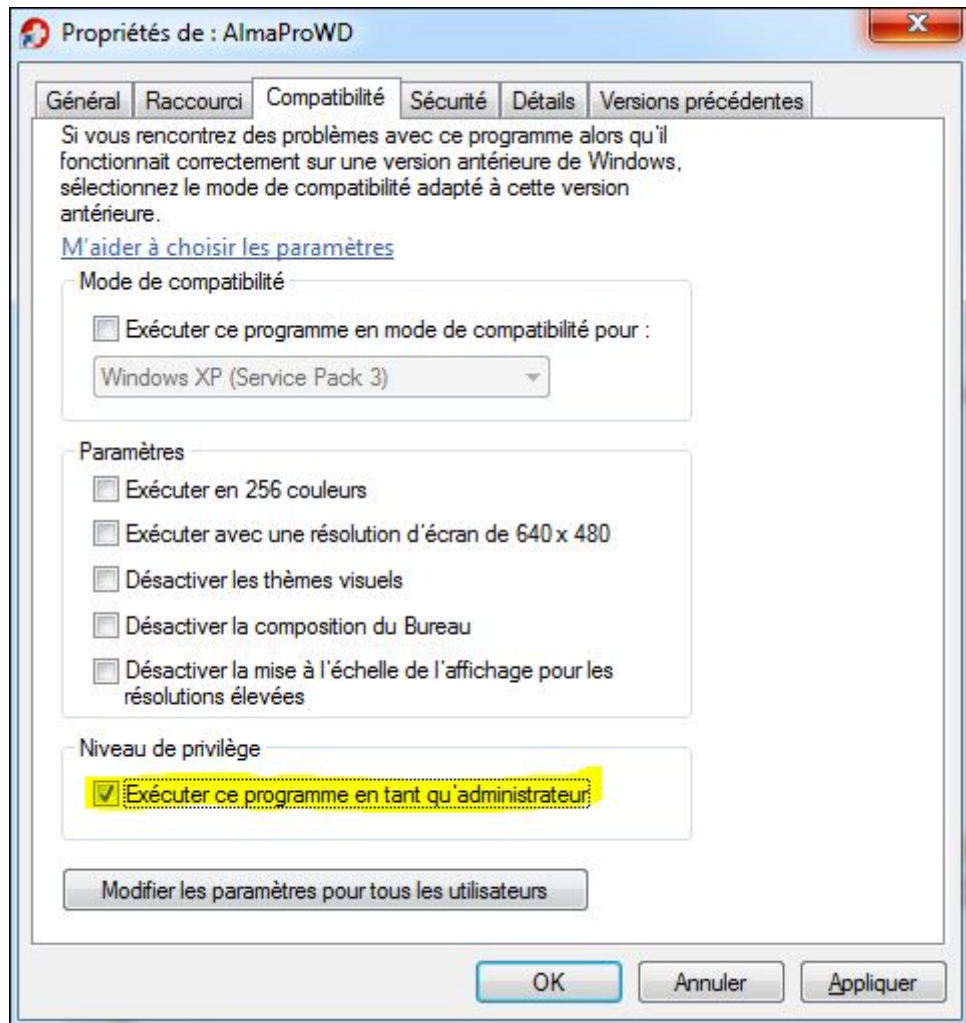 Propriétés de : AlmaProWD
Général
Raccourci
Compatibilité
Sécurité
Détails
Versions précédentes
Si vous rencontrez des problèmes avec ce programme alors qu'il
fonctionnait correctement sur une version antérieure de Windows,
sélectionnez le mode de compatibilité adapté à cette version
antérieure.
M'aider à choisir les paramètres
Mode de compatibilité
Exécuter ce programme en mode de compatibilité pour :
Windows XP (Service Pack 3)
Paramètres
Exécuter en 256 couleurs
Exécuter avec une résolution d'écran de 640 x 480
Désactiver les thèmes visuels
Désactiver la composition du Bureau
Désactiver la mise à l'échelle de l'affichage pour les
résolutions élevées
Niveau de privilège
Exécuter ce programme en tant qu'administrateur
Modifier les paramètres pour tous les utilisateurs
OK
Annuler
Appliquer